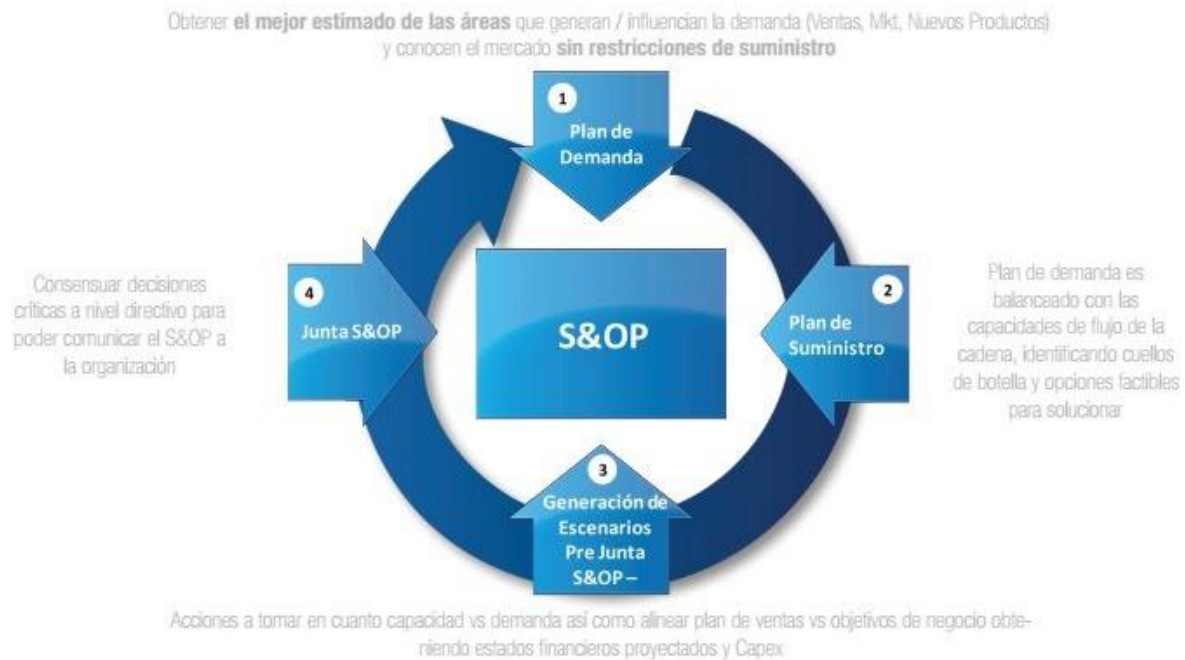 Obtener el mejor estimado de las áreas que generan / influencian la demanda (Ventas, Mkt, Nuevos Productos)
y conocen el mercado sin restricciones de suministro
1
Plan de
Demanda
2
Plan de
Suministro
Plan de demanda es
balanceado con las
capacidades de flujo de la
cadena, identificando cuellos
de botella y opciones factibles
para solucionar
3
Generación de
Escenarios
Pre Junta
S&OP –
Acciones a tomar en cuanto capacidad vs demanda así como alinear plan de ventas vs objetivos de negocio obte-
niendo estados financieros proyectados y Capex
4
Junta S&OP
Consensuar decisiones
críticas a nivel directivo para
poder comunicar el S&OP a
la organización
S&OP